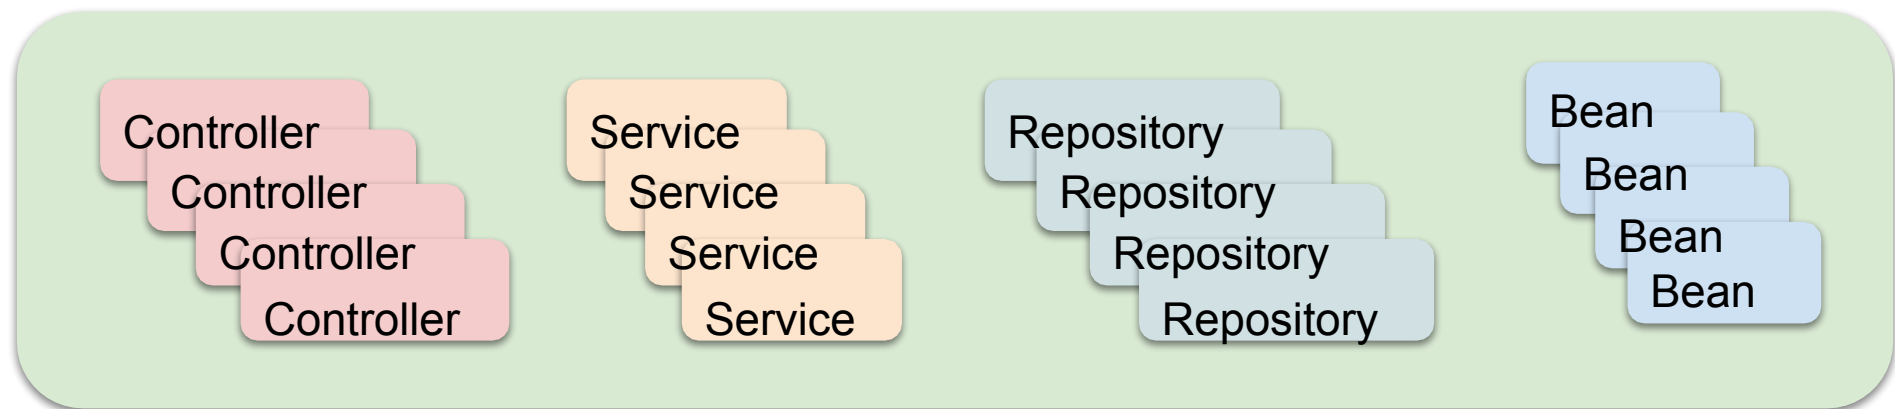 Controller
Controller
Controller
Controller
Service
Service
Service
Service
Repository
Repository
Repository
Repository
Bean
Bean
Bean
Bean